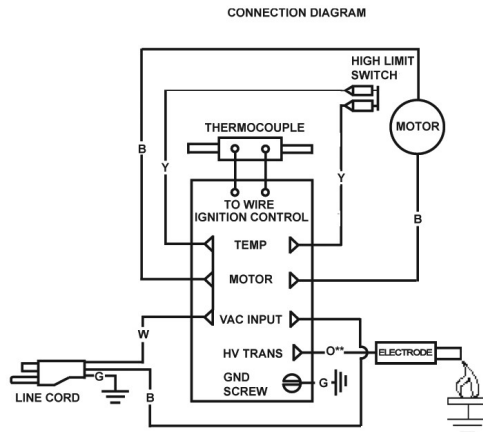 CONNECTION DIAGRAM
HIGH LIMIT
SWITCH
THERMOCOUPLE
MOTOR
B
Y
Y
TO WIRE
IGNITION CONTROL
B
TEMP
MOTOR
VAC INPUT
W
HV TRANS
O**
ELECTRODE
GND
SCREW
G
G
LINE CORD
B